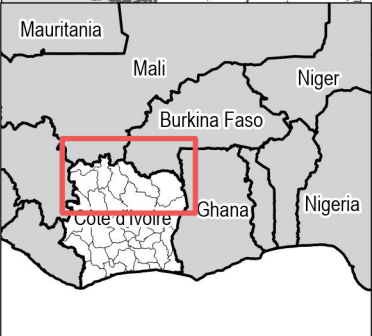 Mauritania
Mali
Niger
Burkina Faso
Côte d'Ivoire
Ghana
Nigeria